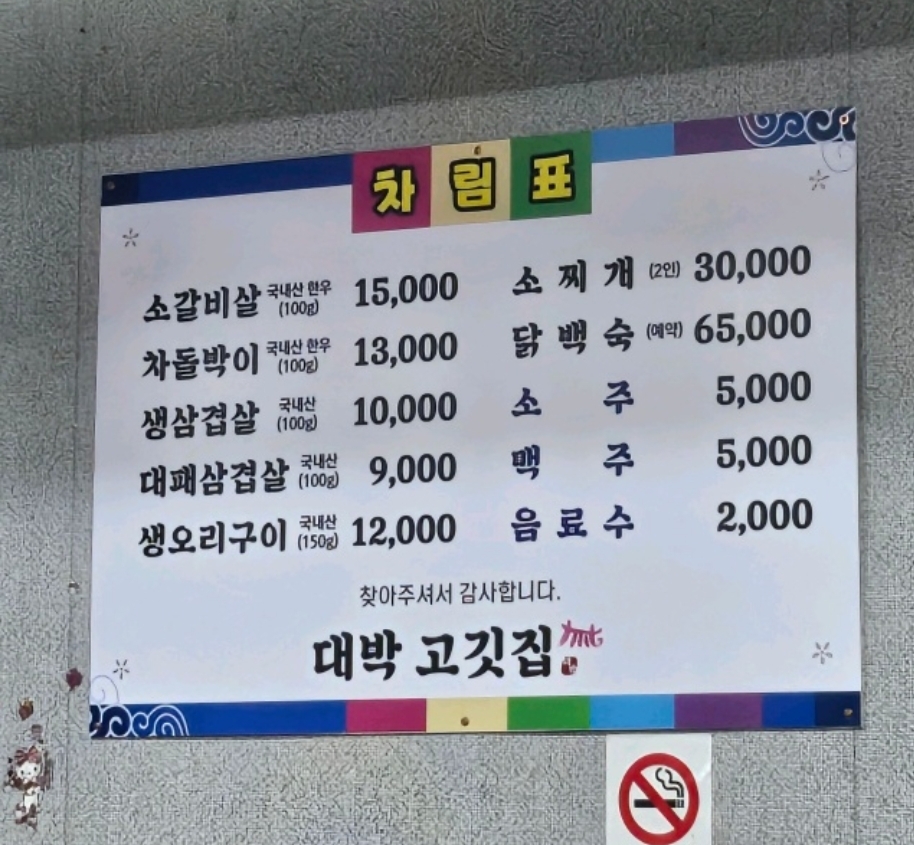 차림표
소갈비살 국내산 한우 (100g) 15,000
차돌박이 국내산 한우 (100g) 13,000
생삼겹살 국내산 (100g) 10,000
대패삼겹살 국내산 (100g) 9,000
생오리구이 국내산 (150g) 12,000
소찌개 (2인) 30,000
닭백숙 (예약) 65,000
소주 5,000
맥주 5,000
음료수 2,000
찾아주셔서 감사합니다.
대박 고깃집